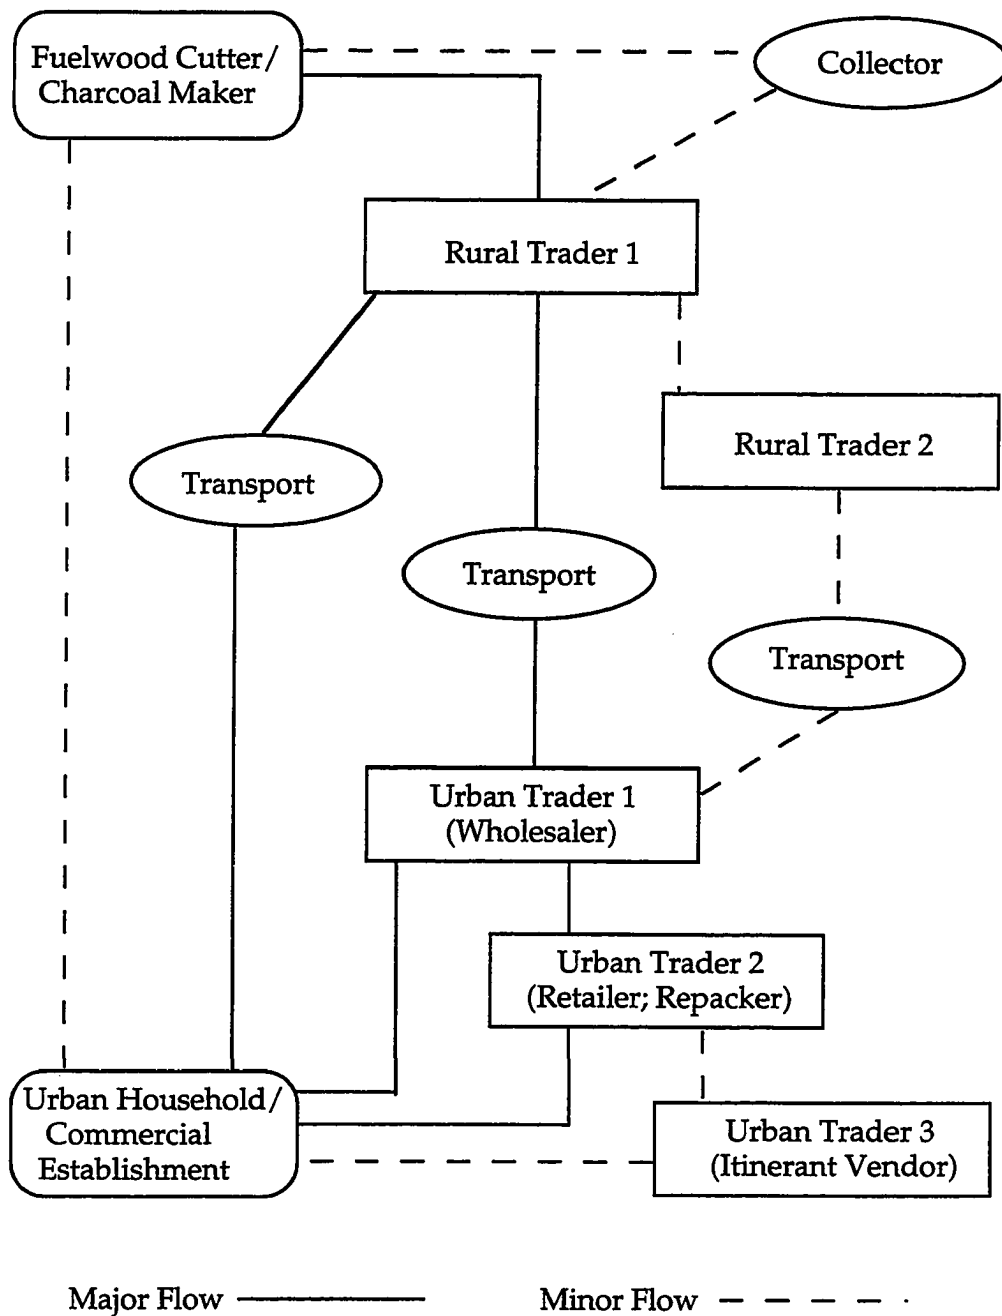 Fuelwood Cutter/
Charcoal Maker
Collector
Rural Trader 1
Rural Trader 2
Transport
Transport
Transport
Urban Trader 1
(Wholesaler)
Urban Trader 2
(Retailer; Repacker)
Urban Household/
Commercial
Establishment
Urban Trader 3
(Itinerant Vendor)
Major Flow
Minor Flow